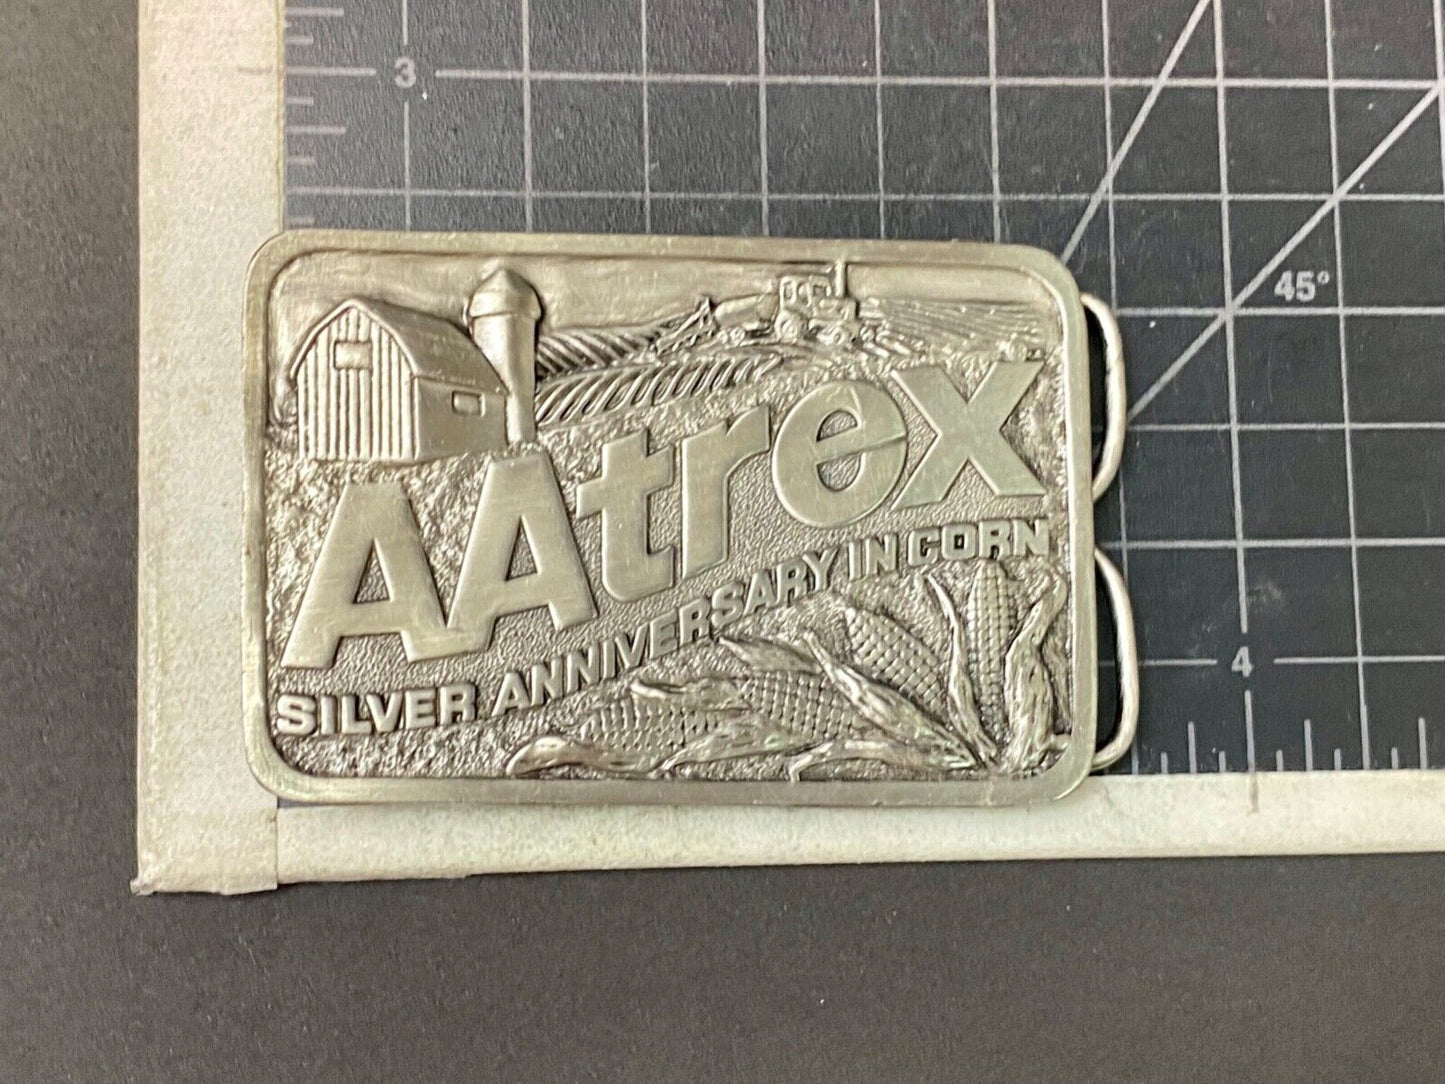 3
45°
AAtrex
SILVER ANNIVERSARY IN CORN
4